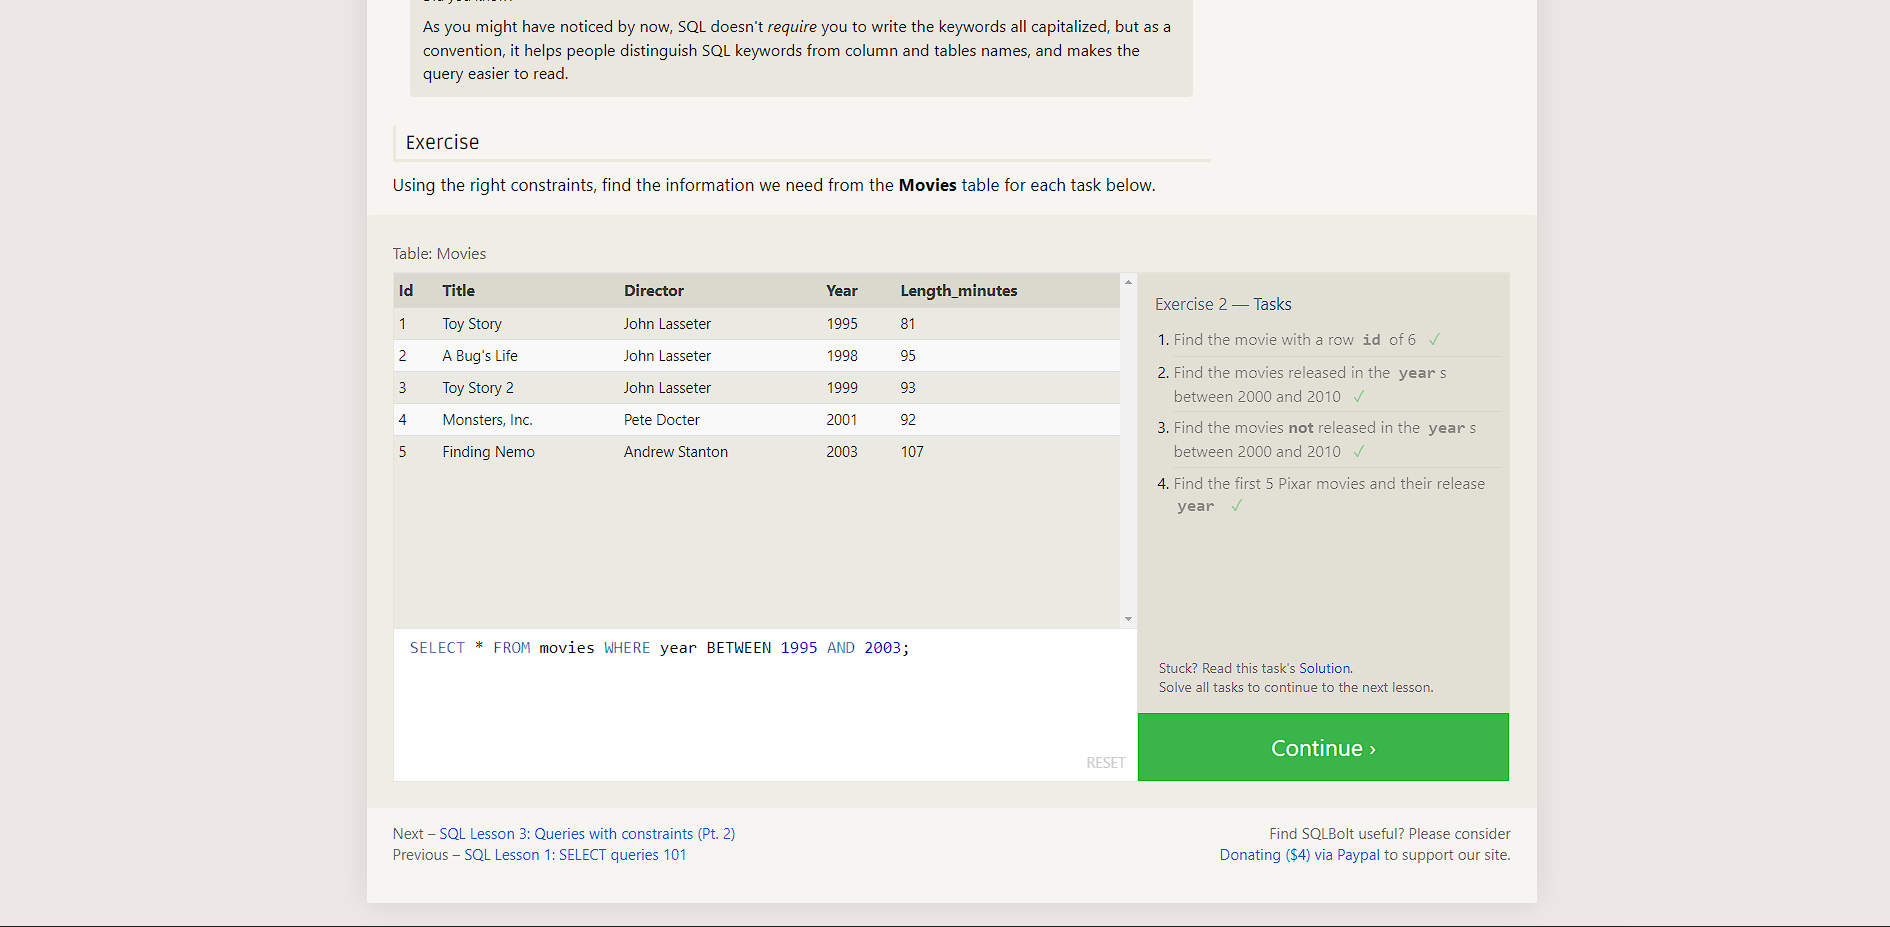 As you might have noticed by now, SQL doesn't require you to write the keywords all capitalized, but as a
convention, it helps people distinguish SQL keywords from column and tables names, and makes the
query easier to read.
Exercise
Using the right constraints, find the information we need from the Movies table for each task below.
Table: Movies
Id Title Director Year Length_minutes
1 Toy Story John Lasseter 1995 81
2 A Bug's Life John Lasseter 1998 95
3 Toy Story 2 John Lasseter 1999 93
4 Monsters, Inc. Pete Docter 2001 92
5 Finding Nemo Andrew Stanton 2003 107
SELECT * FROM movies WHERE year BETWEEN 1995 AND 2003;
RESET
Exercise 2 — Tasks
1. Find the movie with a row id of 6 ✓
2. Find the movies released in the year s
between 2000 and 2010 ✓
3. Find the movies not released in the year s
between 2000 and 2010 ✓
4. Find the first 5 Pixar movies and their release
year ✓
Stuck? Read this task's Solution.
Solve all tasks to continue to the next lesson.
Continue ›
Next – SQL Lesson 3: Queries with constraints (Pt. 2)
Previous – SQL Lesson 1: SELECT queries 101
Find SQLBolt useful? Please consider
Donating ($4) via Paypal to support our site.